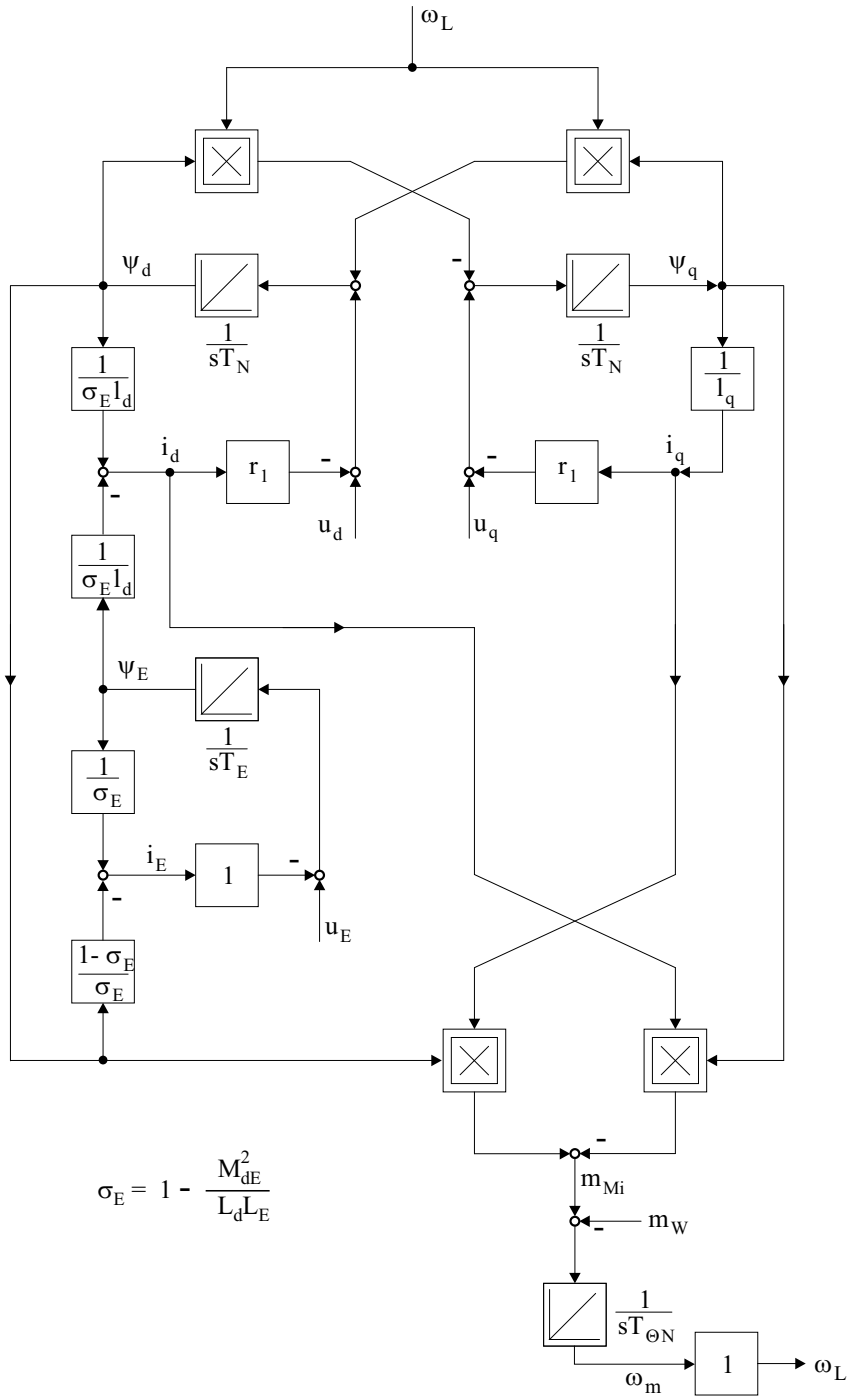 ω_L
ψ_d
-
ψ_q
1/(sT_N)
1/(sT_N)
1/(σ_E l_d)
1/l_q
i_d
r_1
-
-
r_1
i_q
-
u_d
u_q
1/(σ_E l_d)
ψ_E
1/(sT_E)
1/σ_E
i_E
1
-
-
u_E
(1-σ_E)/σ_E
-
σ_E = 1 - M_dE^2/(L_d L_E)
m_Mi
-
m_W
1/(sT_ΘN)
ω_m
1
ω_L